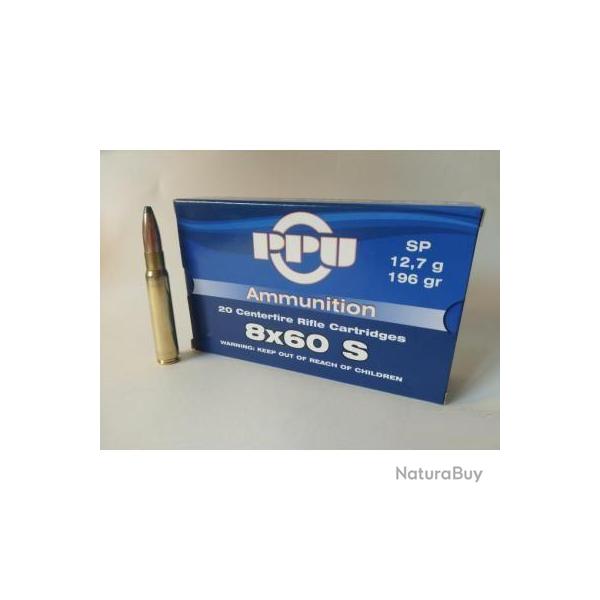 PPU
SP
12,7 g
196 gr
Ammunition
20 Centerfire Rifle Cartridges
8x60 S
WARNING: KEEP OUT OF REACH OF CHILDREN
NaturaBuy